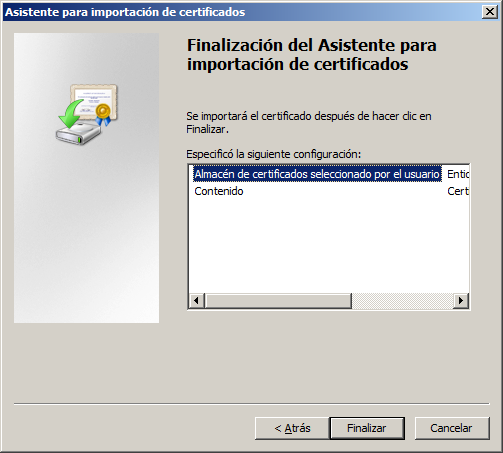 Asistente para importación de certificados
Finalización del Asistente para
importación de certificados
Se importará el certificado después de hacer clic en
Finalizar.
Especificó la siguiente configuración:
Almacén de certificados seleccionado por el usuario Entic
Contenido Cert
< Atrás Finalizar Cancelar